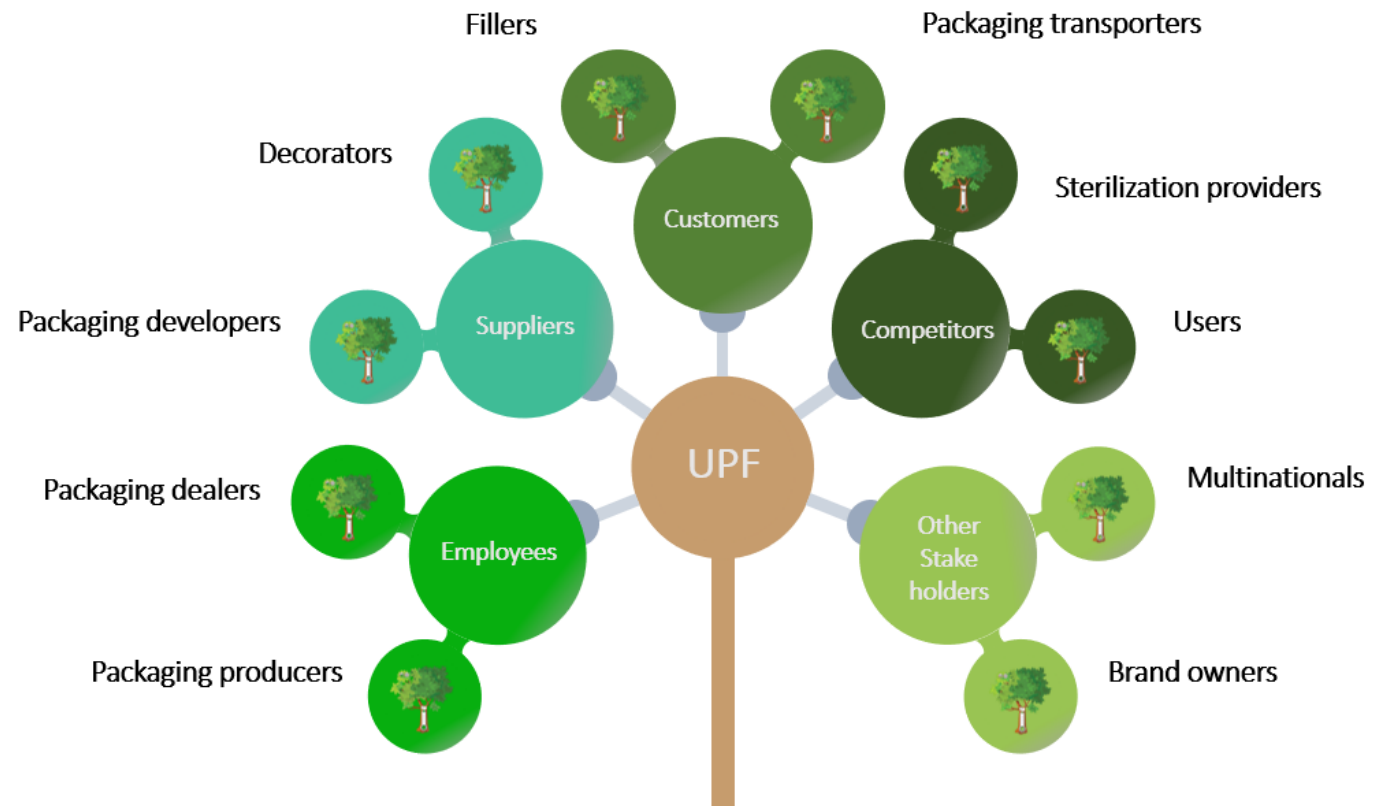 Fillers
Packaging transporters
Decorators
Sterilization providers
Customers
Packaging developers
Suppliers
Competitors
Users
UPF
Packaging dealers
Multinationals
Employees
Other
Stake
holders
Packaging producers
Brand owners